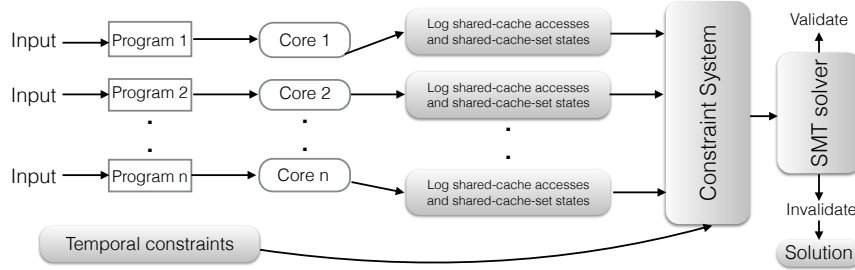 Input
Program 1
Core 1
Log shared-cache accesses
and shared-cache-set states
Input
Program 2
Core 2
Log shared-cache accesses
and shared-cache-set states
Input
Program n
Core n
Log shared-cache accesses
and shared-cache-set states
Temporal constraints
Constraint System
Validate
SMT solver
Invalidate
Solution